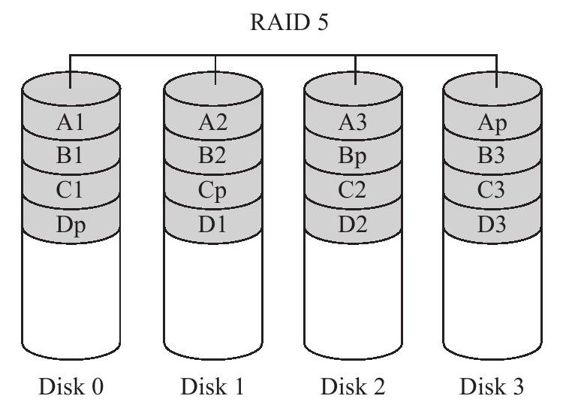 RAID 5
A1 A2 A3 Ap
B1 B2 Bp B3
C1 Cp C2 C3
Dp D1 D2 D3
Disk 0 Disk 1 Disk 2 Disk 3